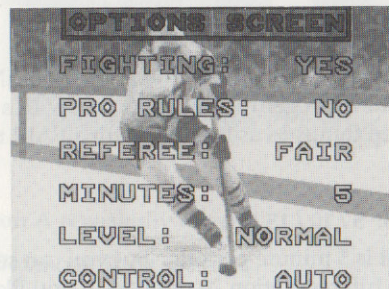 OPTIONS SCREEN
FIGHTING: YES
PRO RULES: NO
REFEREE: FAIR
MINUTES: 5
LEVEL: NORMAL
CONTROL: AUTO